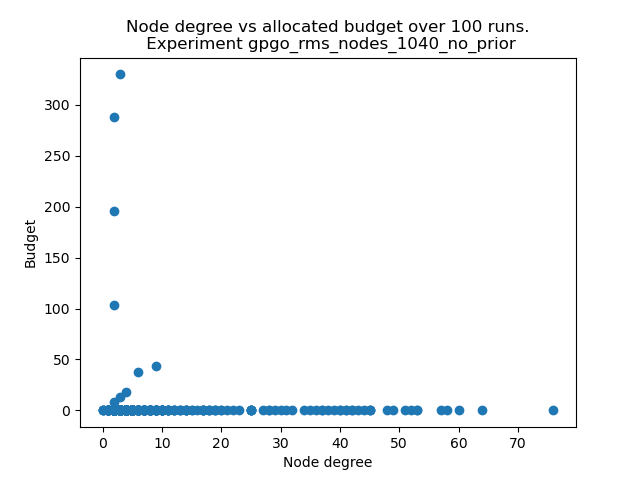 Node degree vs allocated budget over 100 runs.
Experiment gpgo_rms_nodes_1040_no_prior
300
250
200
150
100
50
0
Budget
0 10 20 30 40 50 60 70
Node degree